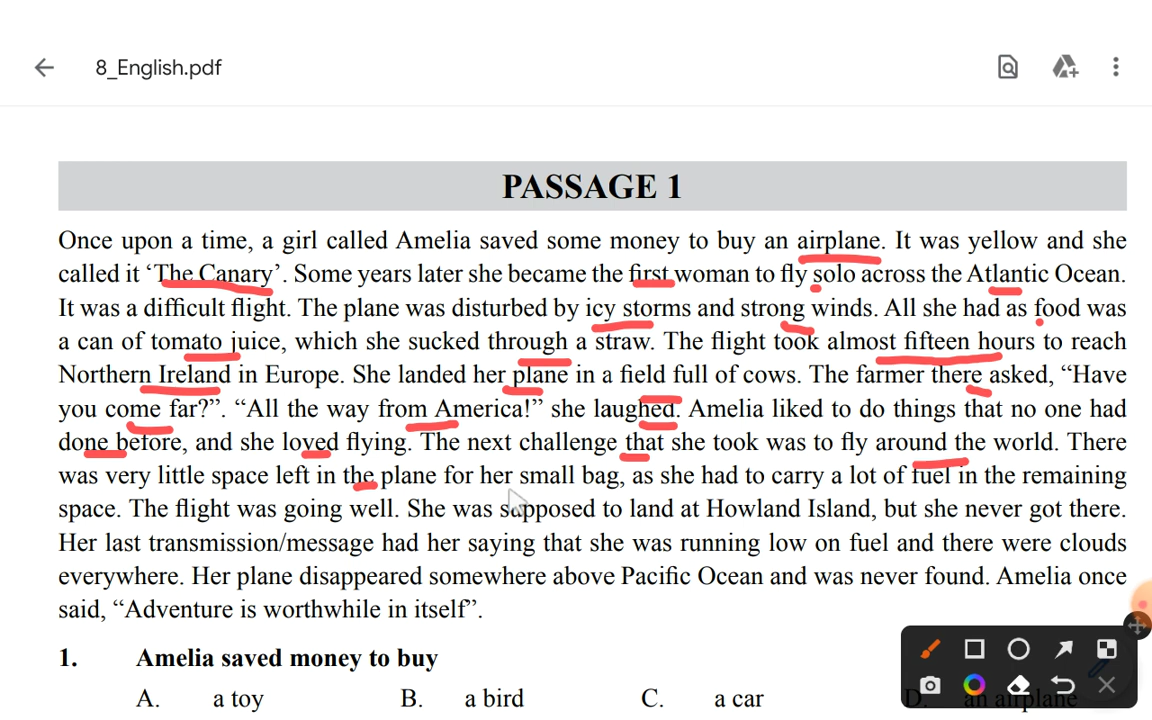 8_English.pdf
PASSAGE 1
Once upon a time, a girl called Amelia saved some money to buy an airplane. It was yellow and she
called it ‘The Canary’. Some years later she became the first woman to fly solo across the Atlantic Ocean.
It was a difficult flight. The plane was disturbed by icy storms and strong winds. All she had as food was
a can of tomato juice, which she sucked through a straw. The flight took almost fifteen hours to reach
Northern Ireland in Europe. She landed her plane in a field full of cows. The farmer there asked, “Have
you come far?”. “All the way from America!” she laughed. Amelia liked to do things that no one had
done before, and she loved flying. The next challenge that she took was to fly around the world. There
was very little space left in the plane for her small bag, as she had to carry a lot of fuel in the remaining
space. The flight was going well. She was supposed to land at Howland Island, but she never got there.
Her last transmission/message had her saying that she was running low on fuel and there were clouds
everywhere. Her plane disappeared somewhere above Pacific Ocean and was never found. Amelia once
said, “Adventure is worthwhile in itself”.
1. Amelia saved money to buy
A. a toy B. a bird C. a car D. an airplane